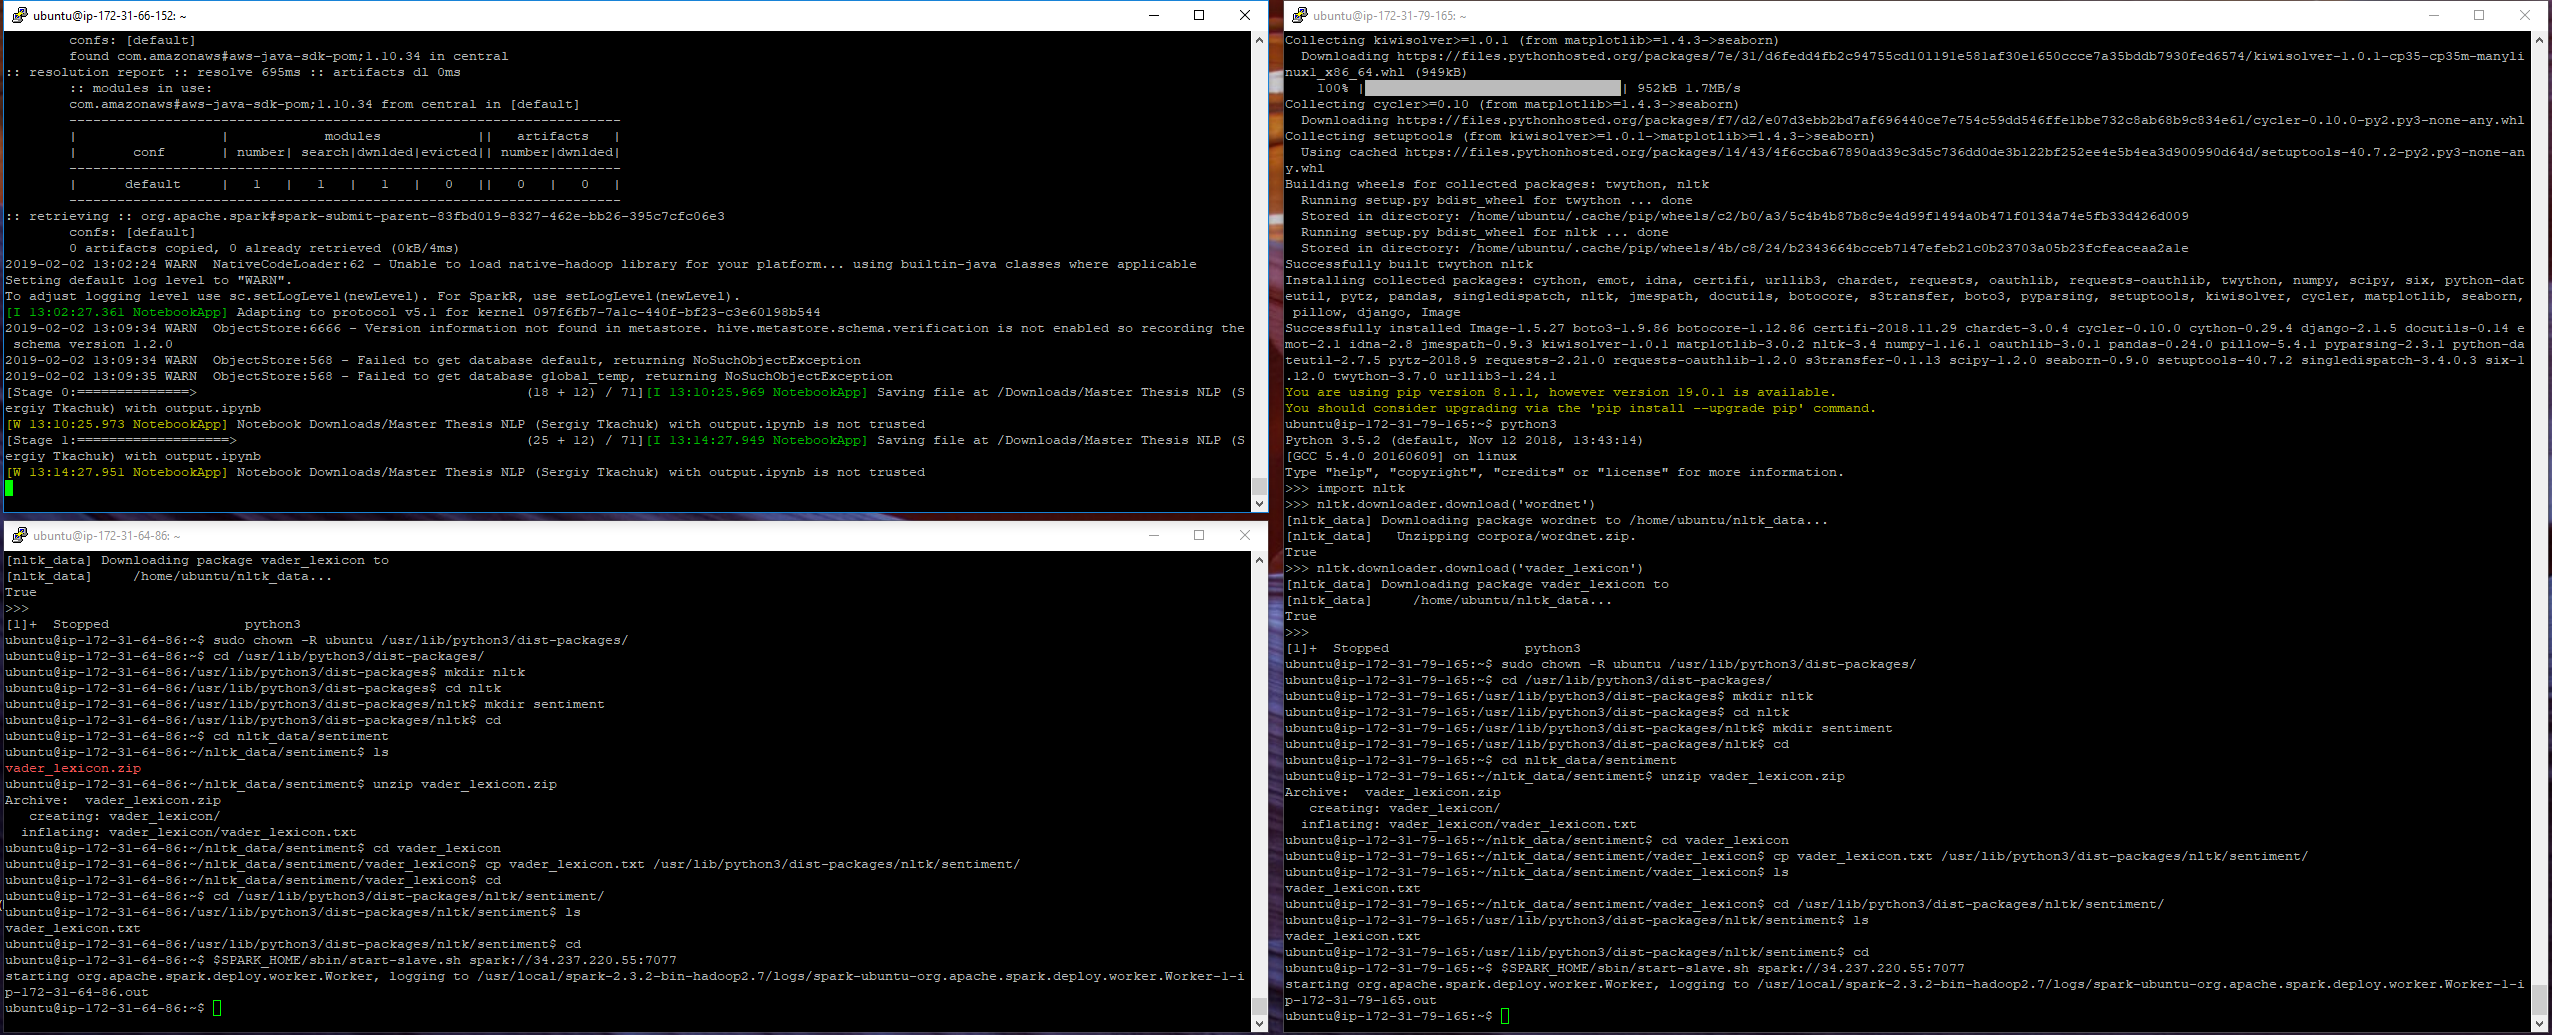 ubuntu@ip-172-31-66-152: ~
        confs: [default]
        found com.amazonaws#aws-java-sdk-pom;1.10.34 in central
:: resolution report :: resolve 695ms :: artifacts dl 0ms
        :: modules in use:
        com.amazonaws#aws-java-sdk-pom;1.10.34 from central in [default]
        ---------------------------------------------------------------------
        |                  |            modules            ||   artifacts   |
        |       conf       | number| search|dwnlded|evicted|| number|dwnlded|
        ---------------------------------------------------------------------
        |      default     |   1   |   1   |   1   |   0   ||   0   |   0   |
        ---------------------------------------------------------------------
:: retrieving :: org.apache.spark#spark-submit-parent-83fbd019-8327-462e-bb26-395c7cfc06e3
        confs: [default]
        0 artifacts copied, 0 already retrieved (0kB/4ms)
2019-02-02 13:02:24 WARN  NativeCodeLoader:62 - Unable to load native-hadoop library for your platform... using builtin-java classes where applicable
Setting default log level to "WARN".
To adjust logging level use sc.setLogLevel(newLevel). For SparkR, use setLogLevel(newLevel).
[I 13:02:27.361 NotebookApp] Adapting to protocol v5.1 for kernel 097f6fb7-7a1c-440f-bf23-c3e60198b544
2019-02-02 13:09:34 WARN  ObjectStore:6666 - Version information not found in metastore. hive.metastore.schema.verification is not enabled so recording the
 schema version 1.2.0
2019-02-02 13:09:34 WARN  ObjectStore:568 - Failed to get database default, returning NoSuchObjectException
2019-02-02 13:09:35 WARN  ObjectStore:568 - Failed to get database global_temp, returning NoSuchObjectException
[Stage 0:==============>                                         (18 + 12) / 71][I 13:10:25.969 NotebookApp] Saving file at /Downloads/Master Thesis NLP (S
ergiy Tkachuk) with output.ipynb
[W 13:10:25.973 NotebookApp] Notebook Downloads/Master Thesis NLP (Sergiy Tkachuk) with output.ipynb is not trusted
[Stage 1:===================>                                    (25 + 12) / 71][I 13:14:27.949 NotebookApp] Saving file at /Downloads/Master Thesis NLP (S
ergiy Tkachuk) with output.ipynb
[W 13:14:27.951 NotebookApp] Notebook Downloads/Master Thesis NLP (Sergiy Tkachuk) with output.ipynb is not trusted
ubuntu@ip-172-31-64-86: ~
[nltk_data] Downloading package vader_lexicon to
[nltk_data]     /home/ubuntu/nltk_data...
True
>>>
[1]+  Stopped                 python3
ubuntu@ip-172-31-64-86:~$ sudo chown -R ubuntu /usr/lib/python3/dist-packages/
ubuntu@ip-172-31-64-86:~$ cd /usr/lib/python3/dist-packages/
ubuntu@ip-172-31-64-86:/usr/lib/python3/dist-packages$ mkdir nltk
ubuntu@ip-172-31-64-86:/usr/lib/python3/dist-packages$ cd nltk
ubuntu@ip-172-31-64-86:/usr/lib/python3/dist-packages/nltk$ mkdir sentiment
ubuntu@ip-172-31-64-86:/usr/lib/python3/dist-packages/nltk$ cd
ubuntu@ip-172-31-64-86:~$ cd nltk_data/sentiment
ubuntu@ip-172-31-64-86:~/nltk_data/sentiment$ ls
vader_lexicon.zip
ubuntu@ip-172-31-64-86:~/nltk_data/sentiment$ unzip vader_lexicon.zip
Archive:  vader_lexicon.zip
   creating: vader_lexicon/
  inflating: vader_lexicon/vader_lexicon.txt
ubuntu@ip-172-31-64-86:~/nltk_data/sentiment$ cd vader_lexicon
ubuntu@ip-172-31-64-86:~/nltk_data/sentiment/vader_lexicon$ cp vader_lexicon.txt /usr/lib/python3/dist-packages/nltk/sentiment/
ubuntu@ip-172-31-64-86:~/nltk_data/sentiment/vader_lexicon$ cd
ubuntu@ip-172-31-64-86:~$ cd /usr/lib/python3/dist-packages/nltk/sentiment/
ubuntu@ip-172-31-64-86:/usr/lib/python3/dist-packages/nltk/sentiment$ ls
vader_lexicon.txt
ubuntu@ip-172-31-64-86:/usr/lib/python3/dist-packages/nltk/sentiment$ cd
ubuntu@ip-172-31-64-86:~$ $SPARK_HOME/sbin/start-slave.sh spark://34.237.220.55:7077
starting org.apache.spark.deploy.worker.Worker, logging to /usr/local/spark-2.3.2-bin-hadoop2.7/logs/spark-ubuntu-org.apache.spark.deploy.worker.Worker-1-i
p-172-31-64-86.out
ubuntu@ip-172-31-64-86:~$
ubuntu@ip-172-31-79-165: ~
Collecting kiwisolver>=1.0.1 (from matplotlib>=1.4.3->seaborn)
  Downloading https://files.pythonhosted.org/packages/7e/31/d6fedd4fb2c94755cd101191e581af30e1650ccce7a35bddb7930fed6574/kiwisolver-1.0.1-cp35-cp35m-manyli
nux1_x86_64.whl (949kB)
    100% |                                | 952kB 1.7MB/s
Collecting cycler>=0.10 (from matplotlib>=1.4.3->seaborn)
  Downloading https://files.pythonhosted.org/packages/f7/d2/e07d3ebb2bd7af696440ce7e754c59dd546ffe1bbe732c8ab68b9c834e61/cycler-0.10.0-py2.py3-none-any.whl
Collecting setuptools (from kiwisolver>=1.0.1->matplotlib>=1.4.3->seaborn)
  Using cached https://files.pythonhosted.org/packages/14/43/4f6ccba67890ad39c3d5c736dd0de3b122bf252ee4e5b4ea3d900990d64d/setuptools-40.7.2-py2.py3-none-an
y.whl
Building wheels for collected packages: twython, nltk
  Running setup.py bdist_wheel for twython ... done
  Stored in directory: /home/ubuntu/.cache/pip/wheels/c2/b0/a3/5c4b4b87b8c9e4d99f1494a0b471f0134a74e5fb33d426d009
  Running setup.py bdist_wheel for nltk ... done
  Stored in directory: /home/ubuntu/.cache/pip/wheels/4b/c8/24/b2343664bcceb7147efeb21c0b23703a05b23fcfeaceaa2a1e
Successfully built twython nltk
Installing collected packages: cython, emot, idna, certifi, urllib3, chardet, requests, oauthlib, requests-oauthlib, twython, numpy, scipy, six, python-dat
eutil, pytz, pandas, singledispatch, nltk, jmespath, docutils, botocore, s3transfer, boto3, pyparsing, setuptools, kiwisolver, cycler, matplotlib, seaborn,
 pillow, django, Image
Successfully installed Image-1.5.27 boto3-1.9.86 botocore-1.12.86 certifi-2018.11.29 chardet-3.0.4 cycler-0.10.0 cython-0.29.4 django-2.1.5 docutils-0.14 e
mot-2.1 idna-2.8 jmespath-0.9.3 kiwisolver-1.0.1 matplotlib-3.0.2 nltk-3.4 numpy-1.16.1 oauthlib-3.0.1 pandas-0.24.0 pillow-5.4.1 pyparsing-2.3.1 python-da
teutil-2.7.5 pytz-2018.9 requests-2.21.0 requests-oauthlib-1.2.0 s3transfer-0.1.13 scipy-1.2.0 seaborn-0.9.0 setuptools-40.7.2 singledispatch-3.4.0.3 six-1
.12.0 twython-3.7.0 urllib3-1.24.1
You are using pip version 8.1.1, however version 19.0.1 is available.
You should consider upgrading via the 'pip install --upgrade pip' command.
ubuntu@ip-172-31-79-165:~$ python3
Python 3.5.2 (default, Nov 12 2018, 13:43:14)
[GCC 5.4.0 20160609] on linux
Type "help", "copyright", "credits" or "license" for more information.
>>> import nltk
>>> nltk.downloader.download('wordnet')
[nltk_data] Downloading package wordnet to /home/ubuntu/nltk_data...
[nltk_data]   Unzipping corpora/wordnet.zip.
True
>>> nltk.downloader.download('vader_lexicon')
[nltk_data] Downloading package vader_lexicon to
[nltk_data]     /home/ubuntu/nltk_data...
True
>>>
[1]+  Stopped                 python3
ubuntu@ip-172-31-79-165:~$ sudo chown -R ubuntu /usr/lib/python3/dist-packages/
ubuntu@ip-172-31-79-165:~$ cd /usr/lib/python3/dist-packages/
ubuntu@ip-172-31-79-165:/usr/lib/python3/dist-packages$ mkdir nltk
ubuntu@ip-172-31-79-165:/usr/lib/python3/dist-packages$ cd nltk
ubuntu@ip-172-31-79-165:/usr/lib/python3/dist-packages/nltk$ mkdir sentiment
ubuntu@ip-172-31-79-165:/usr/lib/python3/dist-packages/nltk$ cd
ubuntu@ip-172-31-79-165:~$ cd nltk_data/sentiment
ubuntu@ip-172-31-79-165:~/nltk_data/sentiment$ unzip vader_lexicon.zip
Archive:  vader_lexicon.zip
   creating: vader_lexicon/
  inflating: vader_lexicon/vader_lexicon.txt
ubuntu@ip-172-31-79-165:~/nltk_data/sentiment$ cd vader_lexicon
ubuntu@ip-172-31-79-165:~/nltk_data/sentiment/vader_lexicon$ cp vader_lexicon.txt /usr/lib/python3/dist-packages/nltk/sentiment/
ubuntu@ip-172-31-79-165:~/nltk_data/sentiment/vader_lexicon$ ls
vader_lexicon.txt
ubuntu@ip-172-31-79-165:~/nltk_data/sentiment/vader_lexicon$ cd /usr/lib/python3/dist-packages/nltk/sentiment/
ubuntu@ip-172-31-79-165:/usr/lib/python3/dist-packages/nltk/sentiment$ ls
vader_lexicon.txt
ubuntu@ip-172-31-79-165:/usr/lib/python3/dist-packages/nltk/sentiment$ cd
ubuntu@ip-172-31-79-165:~$ $SPARK_HOME/sbin/start-slave.sh spark://34.237.220.55:7077
starting org.apache.spark.deploy.worker.Worker, logging to /usr/local/spark-2.3.2-bin-hadoop2.7/logs/spark-ubuntu-org.apache.spark.deploy.worker.Worker-1-i
p-172-31-79-165.out
ubuntu@ip-172-31-79-165:~$